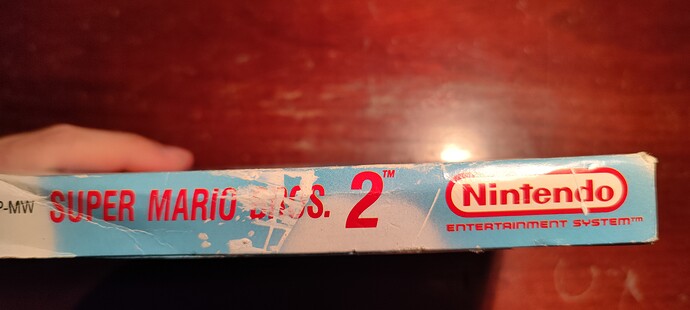 P-MW
SUPER MARIO BROS. 2™
Nintendo
ENTERTAINMENT SYSTEM™